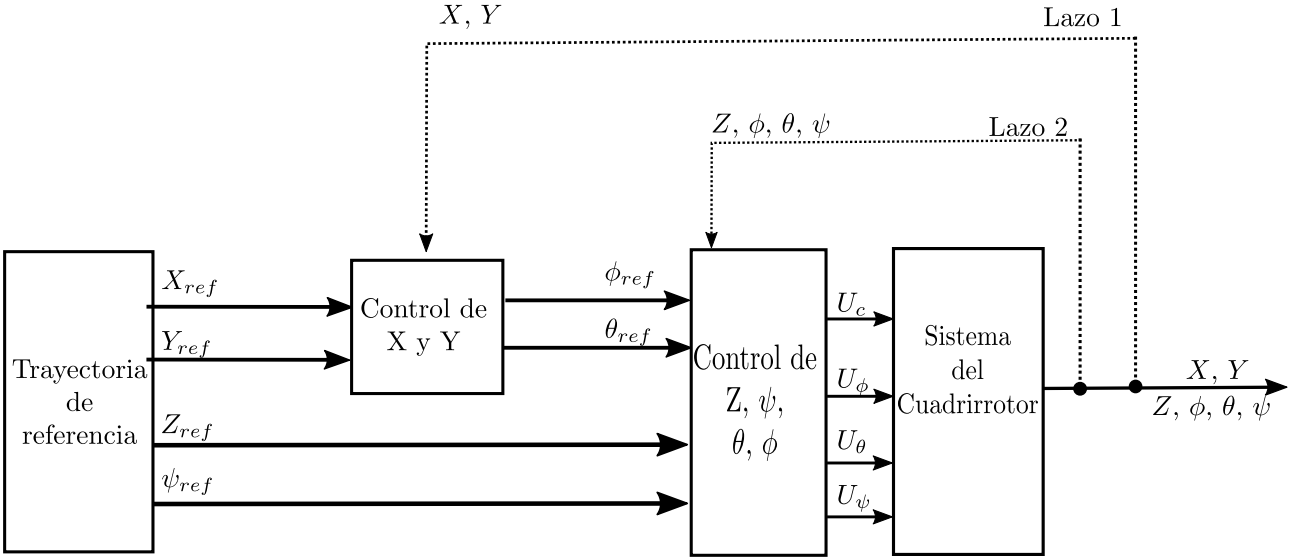 X, Y
Lazo 1
Z, ϕ, θ, ψ
Lazo 2
Trayectoria
de
referencia
X_ref
Y_ref
Z_ref
ψ_ref
Control de
X y Y
ϕ_ref
θ_ref
Control de
Z, ψ,
θ, ϕ
U_c
U_ϕ
U_θ
U_ψ
Sistema
del
Cuadrirrotor
X, Y
Z, ϕ, θ, ψ